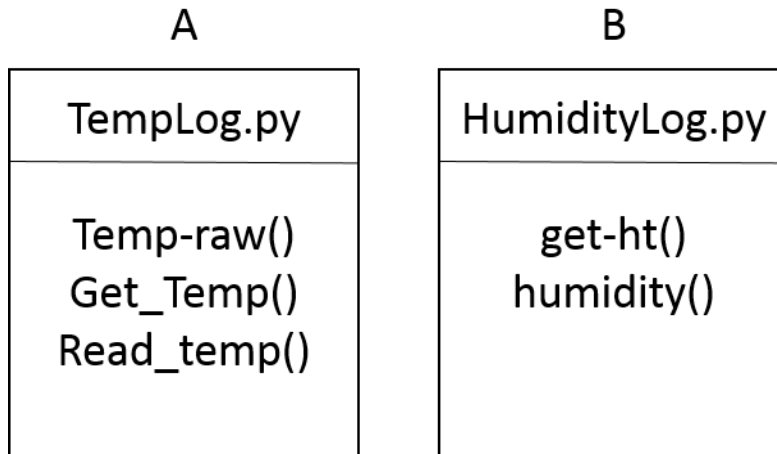 A
TempLog.py
Temp-raw()
Get_Temp()
Read_temp()
B
HumidityLog.py
get-ht()
humidity()